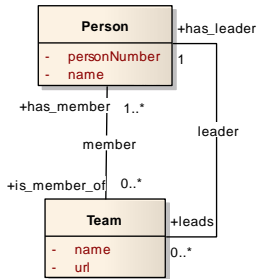 Person
+has_leader
- personNumber
- name
1
+has_member
1..*
leader
member
+is_member_of
0..*
Team
+leads
- name
- url
0..*